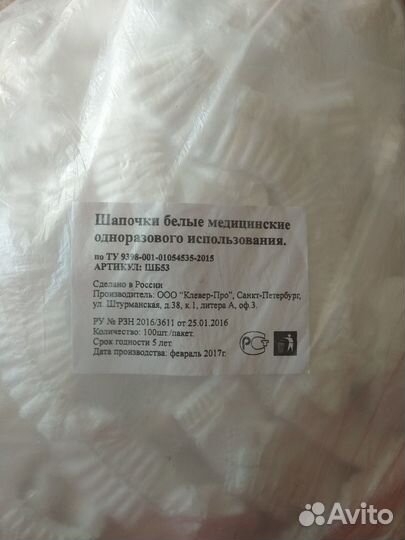 Шапочки белые медицинские
одноразового использования.
по ТУ 9398-001-01054535-2015
АРТИКУЛ: ШБ53
Сделано в России
Производитель: ООО "Клевер-Про", Санкт-Петербург,
ул. Штурманская, д.38, к.1, литера А, оф.3.
РУ № РЗН 2016/3611 от 25.01.2016
Количество: 100шт./пакет.
Срок годности 5 лет.
Дата производства: февраль 2017г.
РСТ
Avito